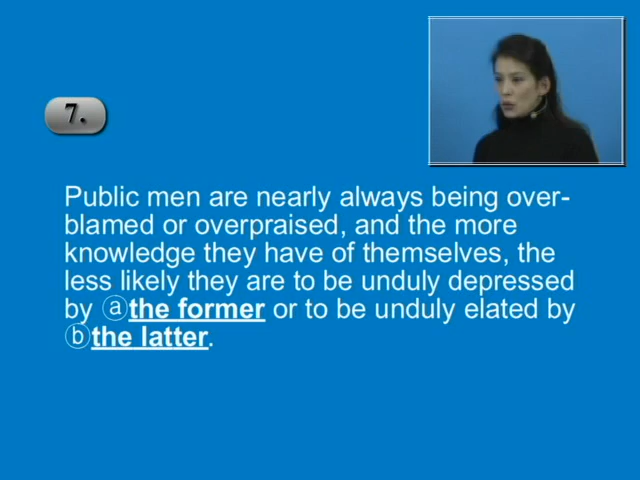 7.
Public men are nearly always being over-
blamed or overpraised, and the more
knowledge they have of themselves, the
less likely they are to be unduly depressed
by ⓐthe former or to be unduly elated by
ⓑthe latter.